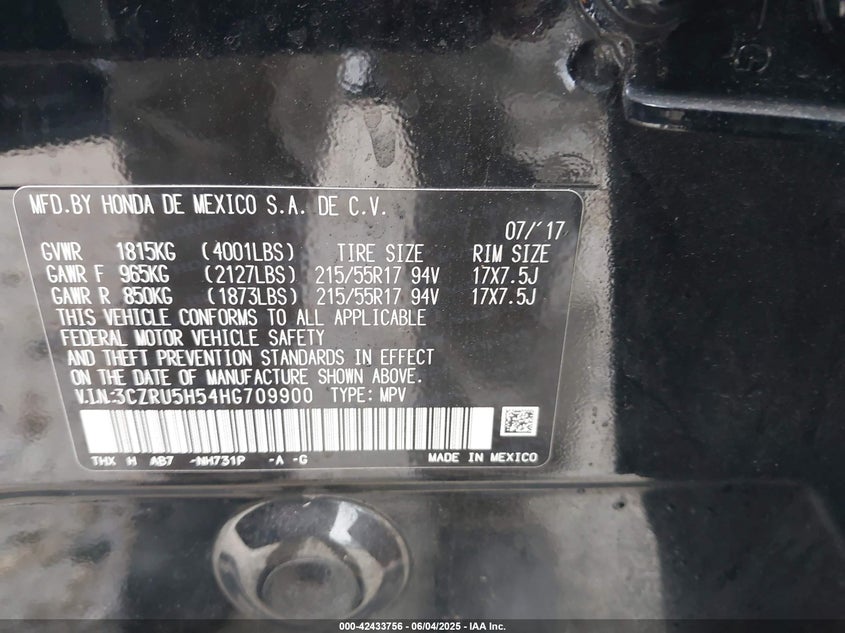 MFD.BY HONDA DE MEXICO S.A. DE C.V.
07/'17
GVWR 1815KG (4001LBS) TIRE SIZE RIM SIZE
GAWR F 965KG (2127LBS) 215/55R17 94V 17X7.5J
GAWR R 850KG (1873LBS) 215/55R17 94V 17X7.5J
THIS VEHICLE CONFORMS TO ALL APPLICABLE
FEDERAL MOTOR VEHICLE SAFETY
AND THEFT PREVENTION STANDARDS IN EFFECT
ON THE DATE OF MANUFACTURE SHOWN ABOVE.
V.I.N.:3CZRU5H54HG709900 TYPE: MPV
THX H AB7 -NH731P -A -G MADE IN MEXICO
000-42433756 - 06/04/2025 - IAA Inc.